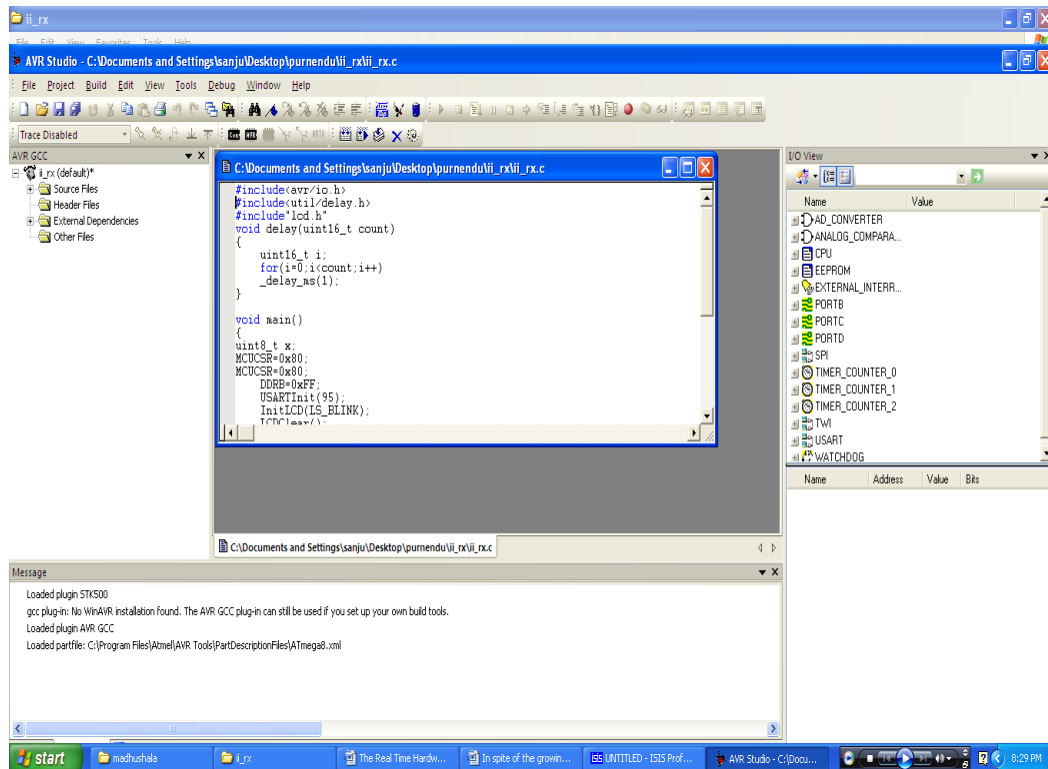 ii_rx
File Edit View Favorites Tools Help
AVR Studio - C:\Documents and Settings\sanju\Desktop\purnendu\ii_rx\ii_rx.c
File Project Build Edit View Tools Debug Window Help
Trace Disabled
AVR GCC
ii_rx (default)*
Source Files
Header Files
External Dependencies
Other Files
C:\Documents and Settings\sanju\Desktop\purnendu\ii_rx\ii_rx.c
#include<avr/io.h>
#include<util/delay.h>
#include"lcd.h"
void delay(uint16_t count)
{
uint16_t i;
for(i=0;i<count;i++)
_delay_ms(1);
}
void main()
{
uint8_t x;
MCUCSR=0x80;
MCUCSR=0x80;
DDRB=0xFF;
USARTInit(95);
InitLCD(LS_BLINK);
LCDClear();
C:\Documents and Settings\sanju\Desktop\purnendu\ii_rx\ii_rx.c
I/O View
Name Value
AD_CONVERTER
ANALOG_COMPARA...
CPU
EEPROM
EXTERNAL_INTERR...
PORTB
PORTC
PORTD
SPI
TIMER_COUNTER_0
TIMER_COUNTER_1
TIMER_COUNTER_2
TWI
USART
WATCHDOG
Name Address Value Bits
Message
Loaded plugin STK500
gcc plug-in: No WinAVR installation found. The AVR GCC plug-in can still be used if you set up your own build tools.
Loaded plugin AVR GCC
Loaded partfile: C:\Program Files\Atmel\AVR Tools\PartDescriptionFiles\ATmega8.xml
start madhushala ii_rx The Real Time Hardw... In spite of the growin... UNTITLED - ISIS Prof... AVR Studio - C:\Docu... 8:29 PM